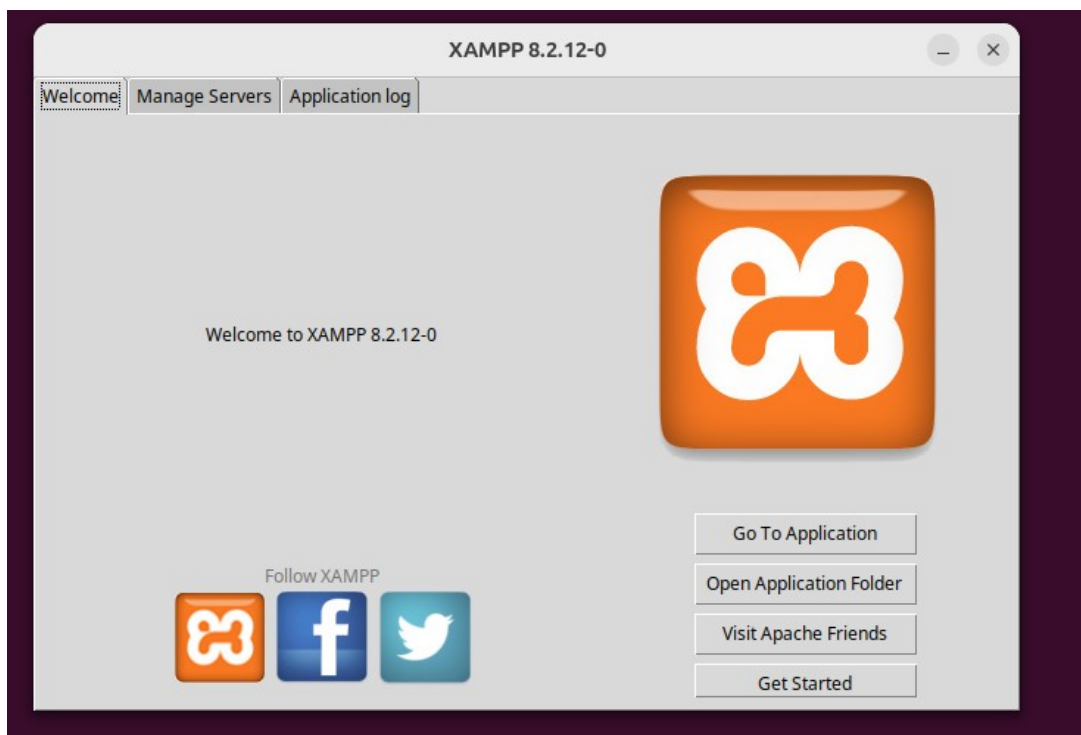 XAMPP 8.2.12-0
Welcome Manage Servers Application log
Welcome to XAMPP 8.2.12-0
Go To Application
Follow XAMPP
Open Application Folder
Visit Apache Friends
Get Started